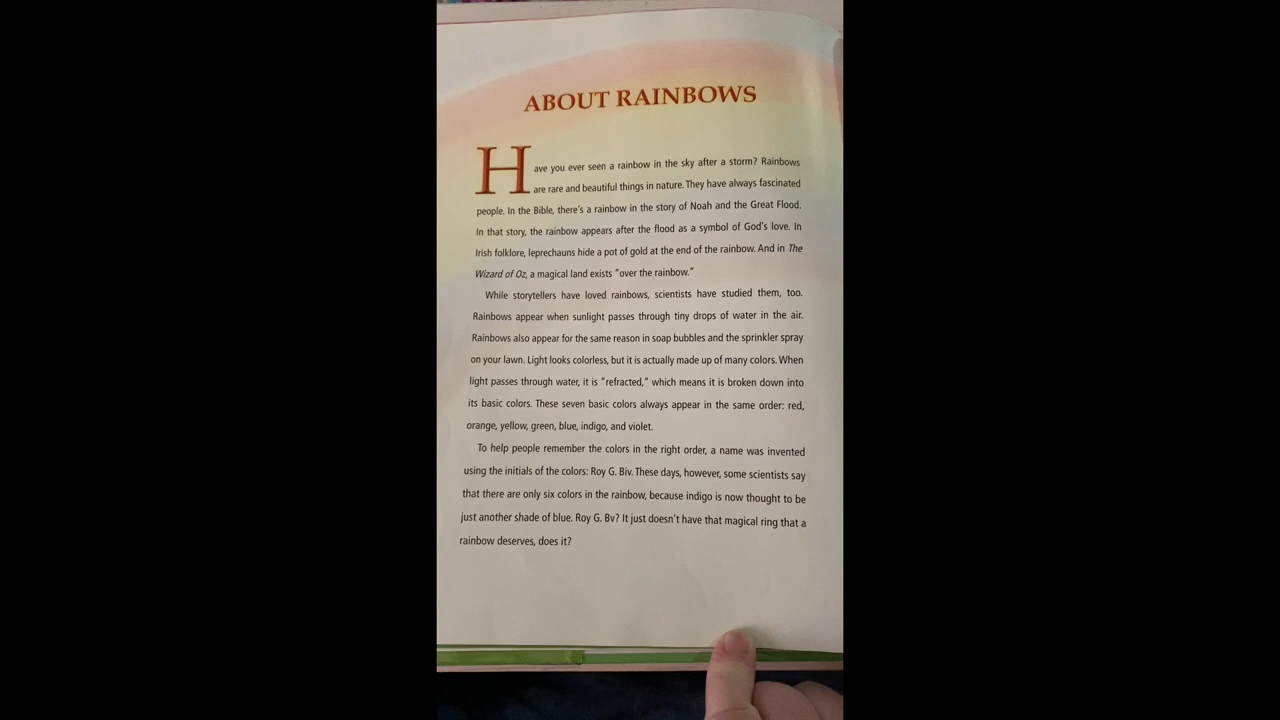 ABOUT RAINBOWS
Have you ever seen a rainbow in the sky after a storm? Rainbows
are rare and beautiful things in nature. They have always fascinated
people. In the Bible, there's a rainbow in the story of Noah and the Great Flood.
In that story, the rainbow appears after the flood as a symbol of God's love. In
Irish folklore, leprechauns hide a pot of gold at the end of the rainbow. And in The
Wizard of Oz, a magical land exists "over the rainbow."
While storytellers have loved rainbows, scientists have studied them, too.
Rainbows appear when sunlight passes through tiny drops of water in the air.
Rainbows also appear for the same reason in soap bubbles and the sprinkler spray
on your lawn. Light looks colorless, but it is actually made up of many colors. When
light passes through water, it is "refracted," which means it is broken down into
its basic colors. These seven basic colors always appear in the same order: red,
orange, yellow, green, blue, indigo, and violet.
To help people remember the colors in the right order, a name was invented
using the initials of the colors: Roy G. Biv. These days, however, some scientists say
that there are only six colors in the rainbow, because indigo is now thought to be
just another shade of blue. Roy G. Bv? It just doesn't have that magical ring that a
rainbow deserves, does it?